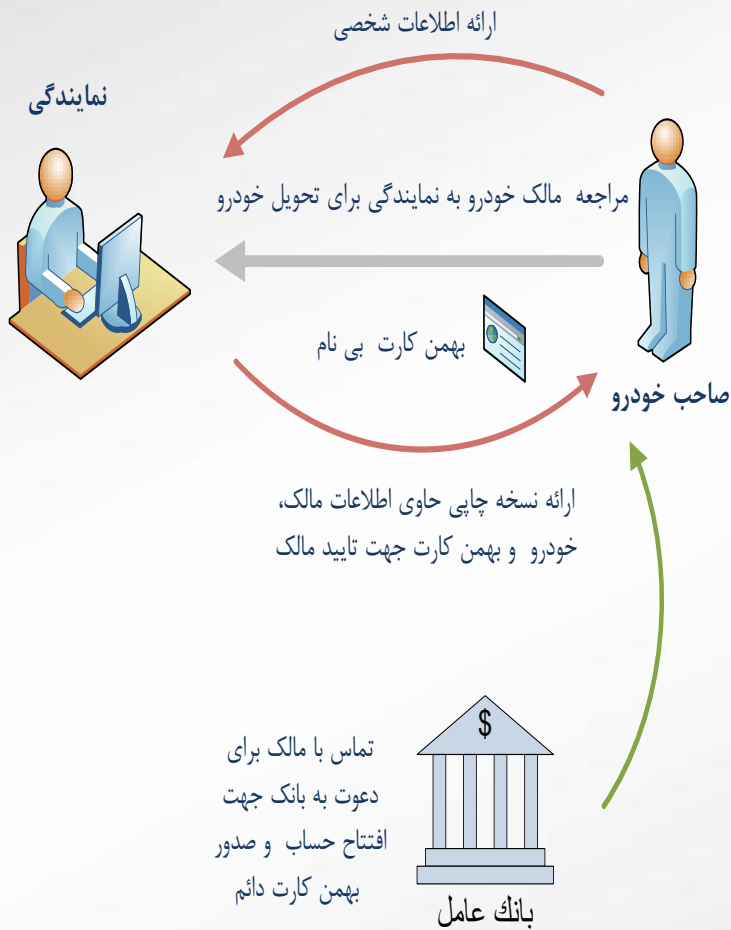 ارائه اطلاعات شخصی
نمایندگی
مراجعه مالک خودرو به نمایندگی برای تحویل خودرو
بهمن کارت بی نام
صاحب خودرو
ارائه نسخه چاپی حاوی اطلاعات مالک،
خودرو و بهمن کارت جهت تایید مالک
$
تماس با مالک برای
دعوت به بانک جهت
افتتاح حساب و صدور
بهمن کارت دائم
بانك عامل